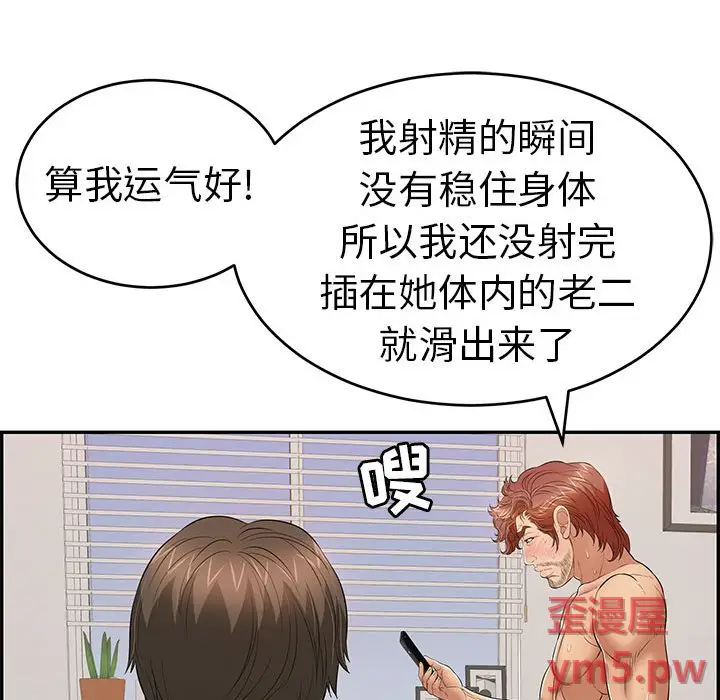 算我运气好!
我射精的瞬间
没有稳住身体
所以我还没射完
插在她体内的老二
就滑出来了
嗖
歪漫屋
ym5.pw